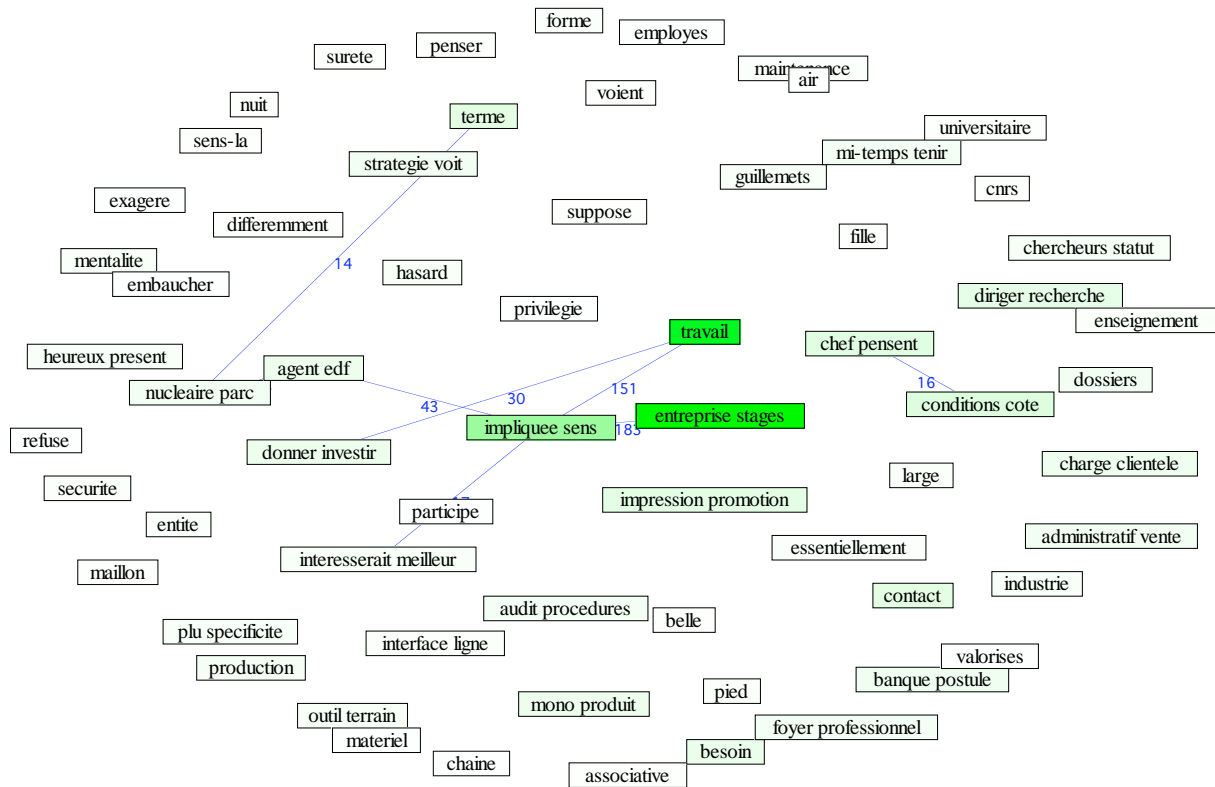 forme
employes
penser
surete
maintenance
air
voient
nuit
terme
universitaire
sens-la
mi-temps tenir
strategie voit
guillemets
cnrs
exagere
suppose
differemment
fille
chercheurs statut
mentalite
14
hasard
embaucher
diriger recherche
privilegie
enseignement
travail
chef pensent
heureux present
agent edf
nucleaire parc
16
dossiers
151
30
43
conditions cote
entreprise stages
impliquee sens
183
refuse
donner investir
charge clientele
large
securite
impression promotion
participe
entite
administratif vente
essentiellement
interesserait meilleur
maillon
industrie
contact
audit procedures
belle
plu specificite
interface ligne
valorises
production
banque postule
pied
mono produit
outil terrain
foyer professionnel
materiel
besoin
chaine
associative